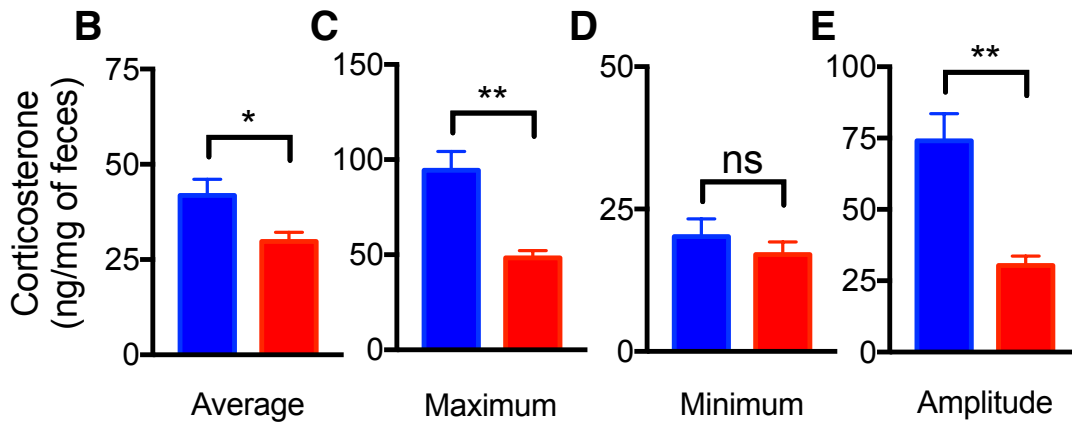 B
C
D
E
Corticosterone
(ng/mg of feces)
75
50
25
0
*
Average
150
100
50
0
**
Maximum
50
25
0
ns
Minimum
100
75
50
25
0
**
Amplitude